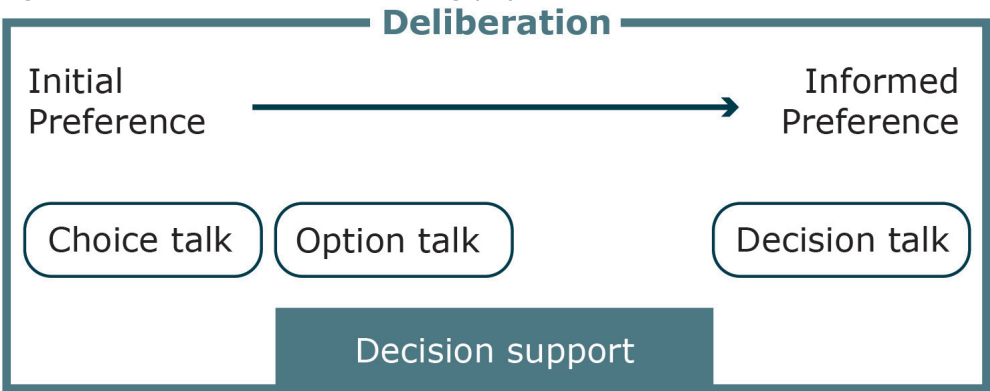 Deliberation
Initial
Preference
Informed
Preference
Choice talk
Option talk
Decision talk
Decision support